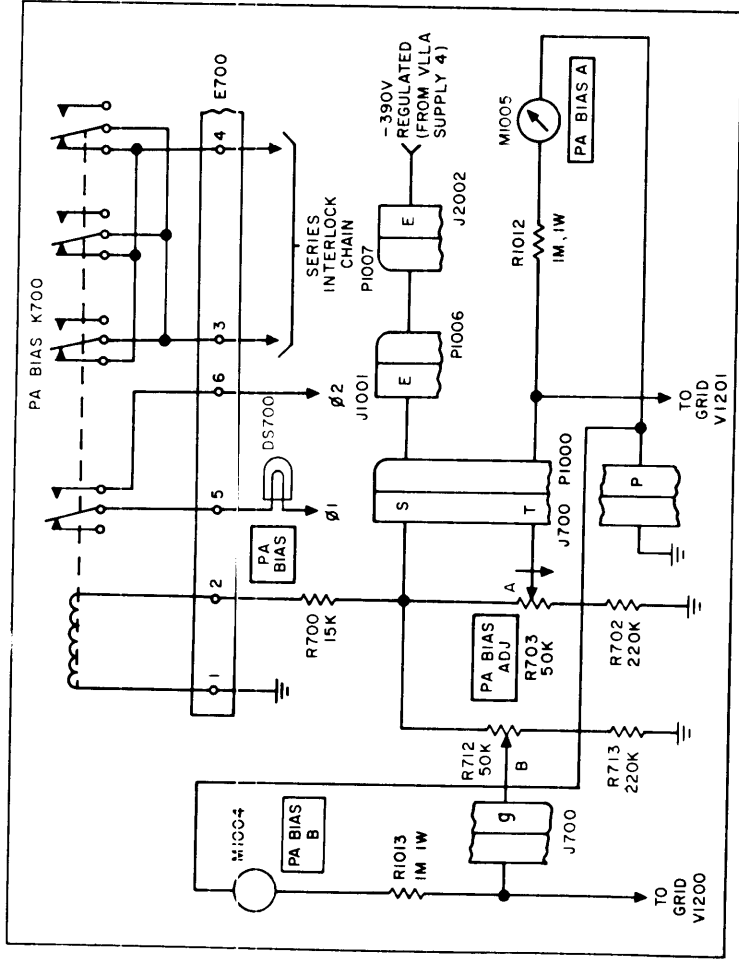 PA BIAS K700
E700
1
2
5
6
3
4
DS700
PA
BIAS
Ø1
Ø2
SERIES
INTERLOCK
CHAIN
-390V
REGULATED
(FROM VLLA
SUPPLY 4)
R700
15K
J1001
P1007
E
E
P1006
J2002
S
T
J700
P1000
M1005
PA BIAS A
R1012
1M, 1W
TO
GRID
V1201
P
A
PA BIAS
ADJ
R703
50K
R702
220K
R712
50K
B
R713
220K
M1004
PA BIAS
B
R1013
1M 1W
g
J700
TO
GRID
V1200